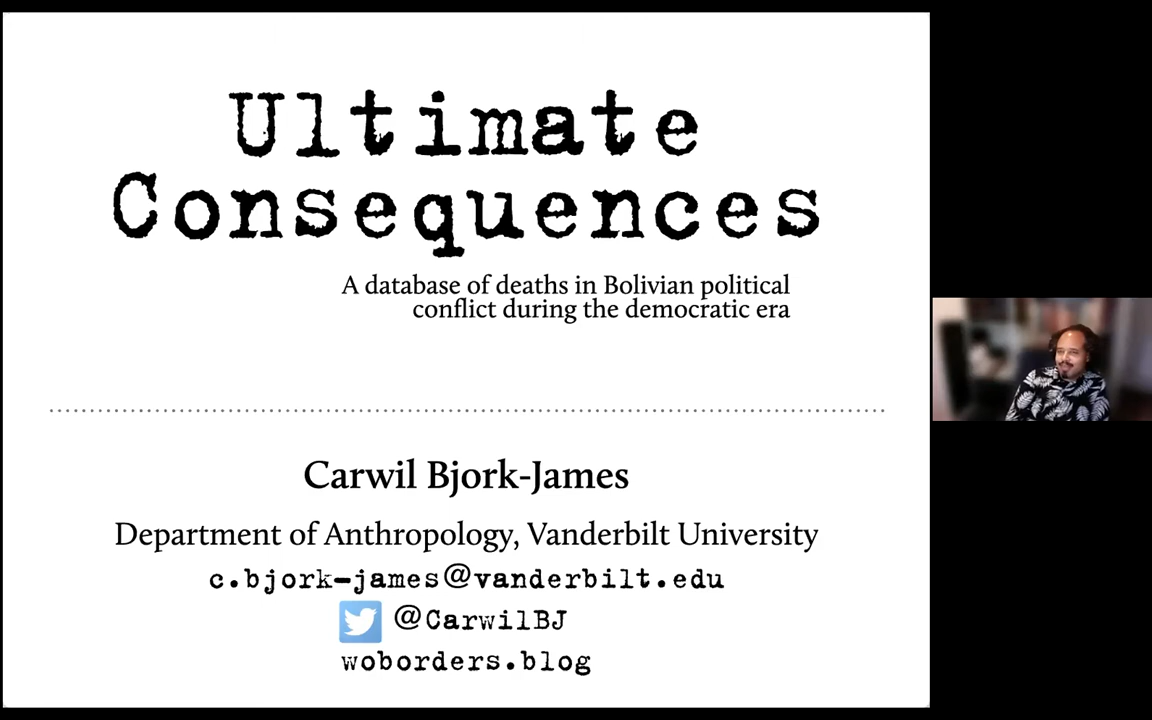 Ultimate
Consequences
A database of deaths in Bolivian political
conflict during the democratic era
Carwil Bjork-James
Department of Anthropology, Vanderbilt University
c.bjork-james@vanderbilt.edu
@CarwilBJ
woborders.blog